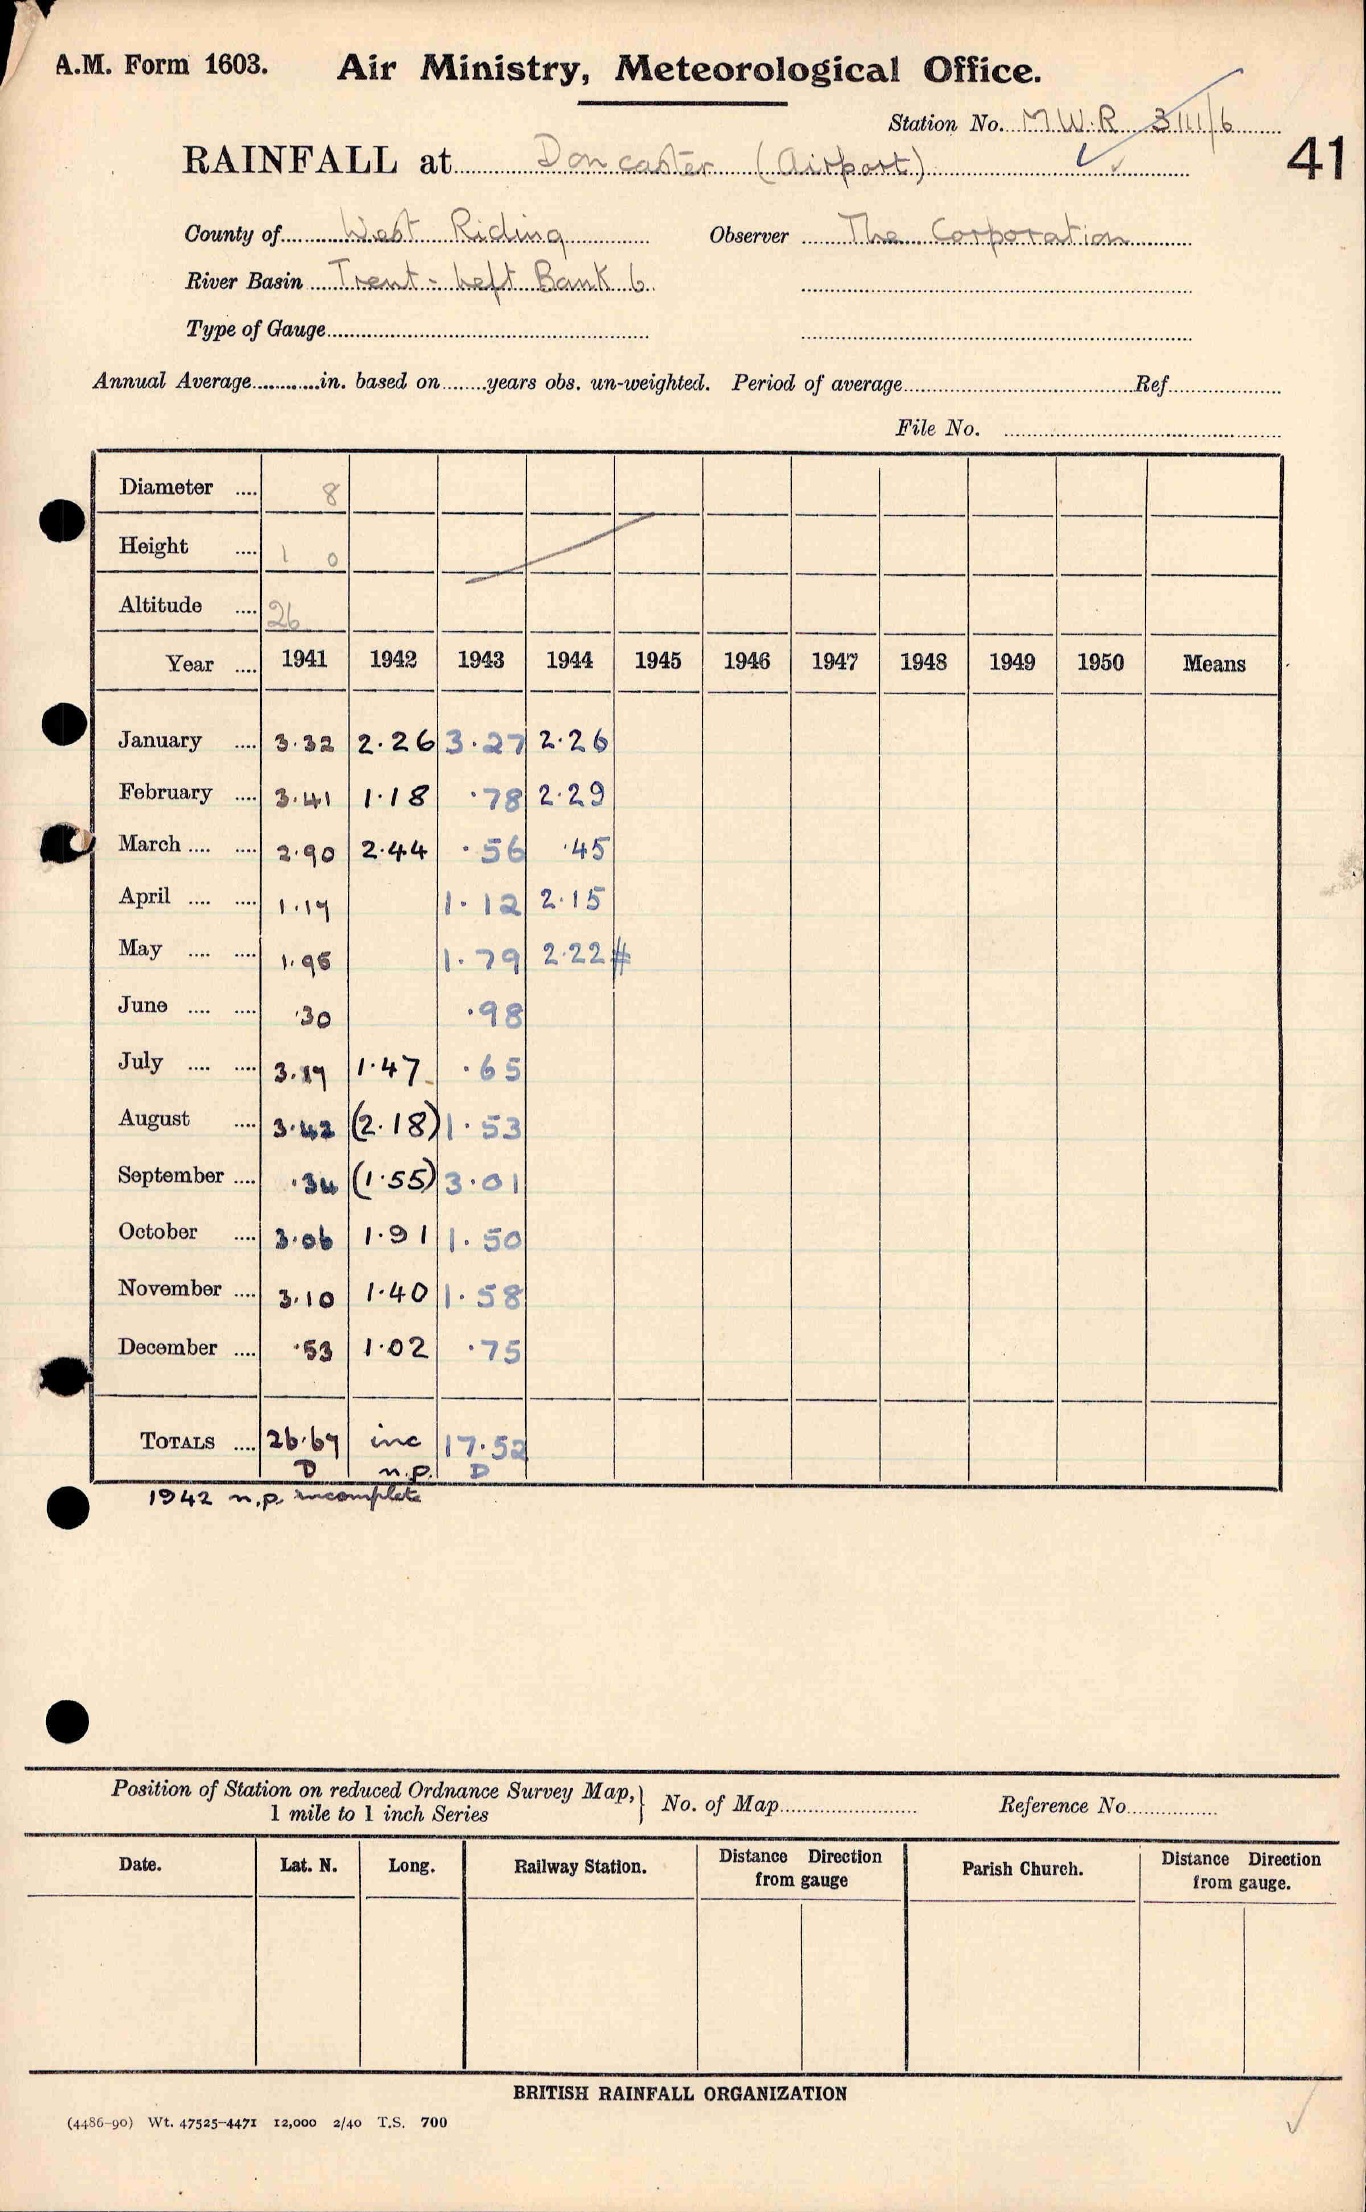 A.M. Form 1603. Air Ministry, Meteorological Office.
Station No. M W.R 3111/6
RAINFALL at Doncaster (Airport) 41
County of West Riding Observer The Corporation
River Basin Trent - Left Bank 6
Type of Gauge
Annual Average in. based on years obs. un-weighted. Period of average Ref
File No.
Diameter .... 8
Height .... 1 0
Altitude .... 26
Year .... 1941 1942 1943 1944 1945 1946 1947 1948 1949 1950 Means
January .... 3.32 2.26 3.27 2.26
February .... 3.41 1.18 .78 2.29
March .... .... 2.90 2.44 .56 .45
April .... .... 1.17 1.12 2.15
May .... .... 1.95 1.79 2.22 #
June .... .... .30 .98
July .... .... 3.17 1.47 .65
August .... 3.42 (2.18) 1.53
September .... .34 (1.55) 3.01
October .... 3.06 1.91 1.50
November .... 3.10 1.40 1.58
December .... .53 1.02 .75
TOTALS .... 26.67 inc 17.52
D n.p. D
1942 n.p. incomplete
Position of Station on reduced Ordnance Survey Map, } No. of Map Reference No.
1 mile to 1 inch Series
Date. Lat. N. Long. Railway Station. Distance from gauge Direction Parish Church. Distance Direction from gauge.
BRITISH RAINFALL ORGANIZATION
(4486-90) Wt. 47525-4471 12,000 2/40 T.S. 700